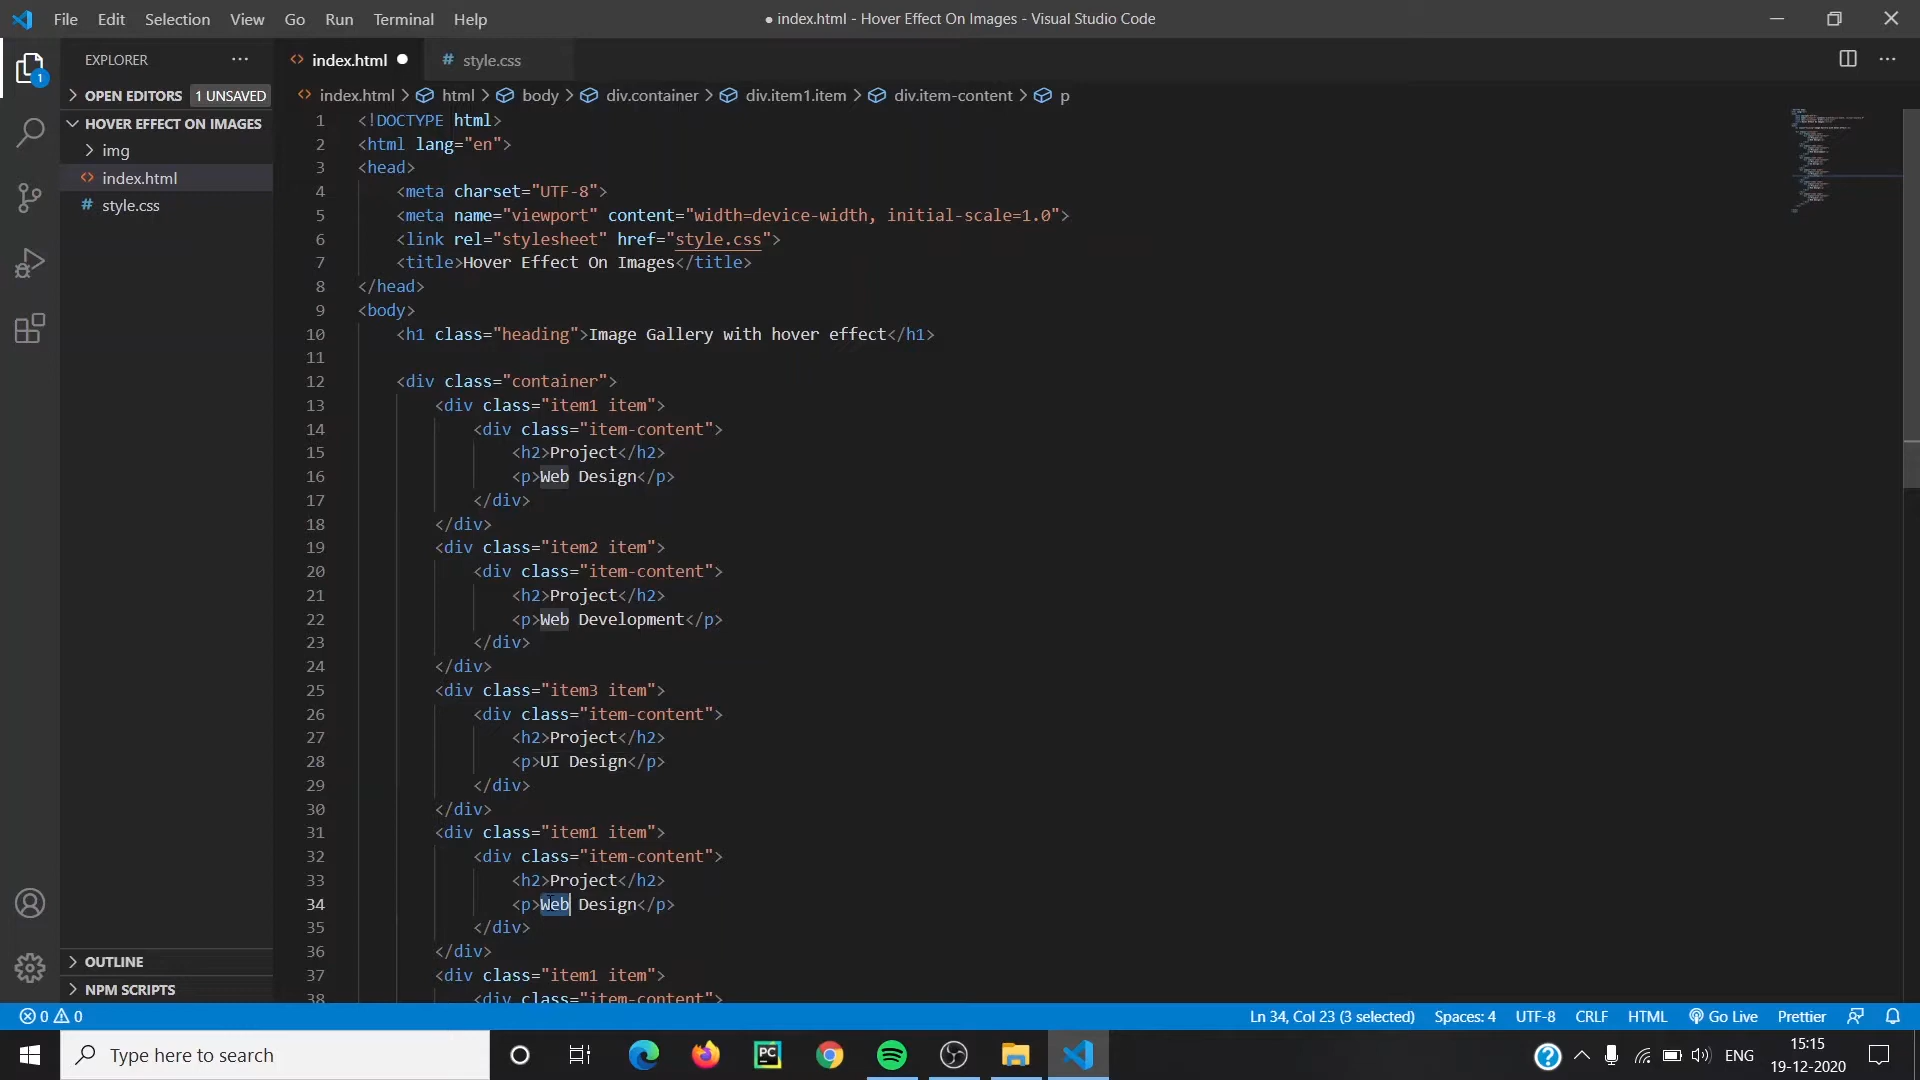 File Edit Selection View Go Run Terminal Help
● index.html - Hover Effect On Images - Visual Studio Code
EXPLORER
index.html
# style.css
OPEN EDITORS 1 UNSAVED
index.html > html > body > div.container > div.item1.item > div.item-content > p
HOVER EFFECT ON IMAGES
img
index.html
# style.css
1
1 <!DOCTYPE html>
2 <html lang="en">
3 <head>
4 <meta charset="UTF-8">
5 <meta name="viewport" content="width=device-width, initial-scale=1.0">
6 <link rel="stylesheet" href="style.css">
7 <title>Hover Effect On Images</title>
8 </head>
9 <body>
10 <h1 class="heading">Image Gallery with hover effect</h1>
11
12 <div class="container">
13 <div class="item1 item">
14 <div class="item-content">
15 <h2>Project</h2>
16 <p>Web Design</p>
17 </div>
18 </div>
19 <div class="item2 item">
20 <div class="item-content">
21 <h2>Project</h2>
22 <p>Web Development</p>
23 </div>
24 </div>
25 <div class="item3 item">
26 <div class="item-content">
27 <h2>Project</h2>
28 <p>UI Design</p>
29 </div>
30 </div>
31 <div class="item1 item">
32 <div class="item-content">
33 <h2>Project</h2>
34 <p>Web Design</p>
35 </div>
36 </div>
37 <div class="item1 item">
38 <div class="item-content">
OUTLINE
NPM SCRIPTS
0 0
Ln 34, Col 23 (3 selected) Spaces: 4 UTF-8 CRLF HTML Go Live Prettier
Type here to search
PC
ENG
15:15
19-12-2020